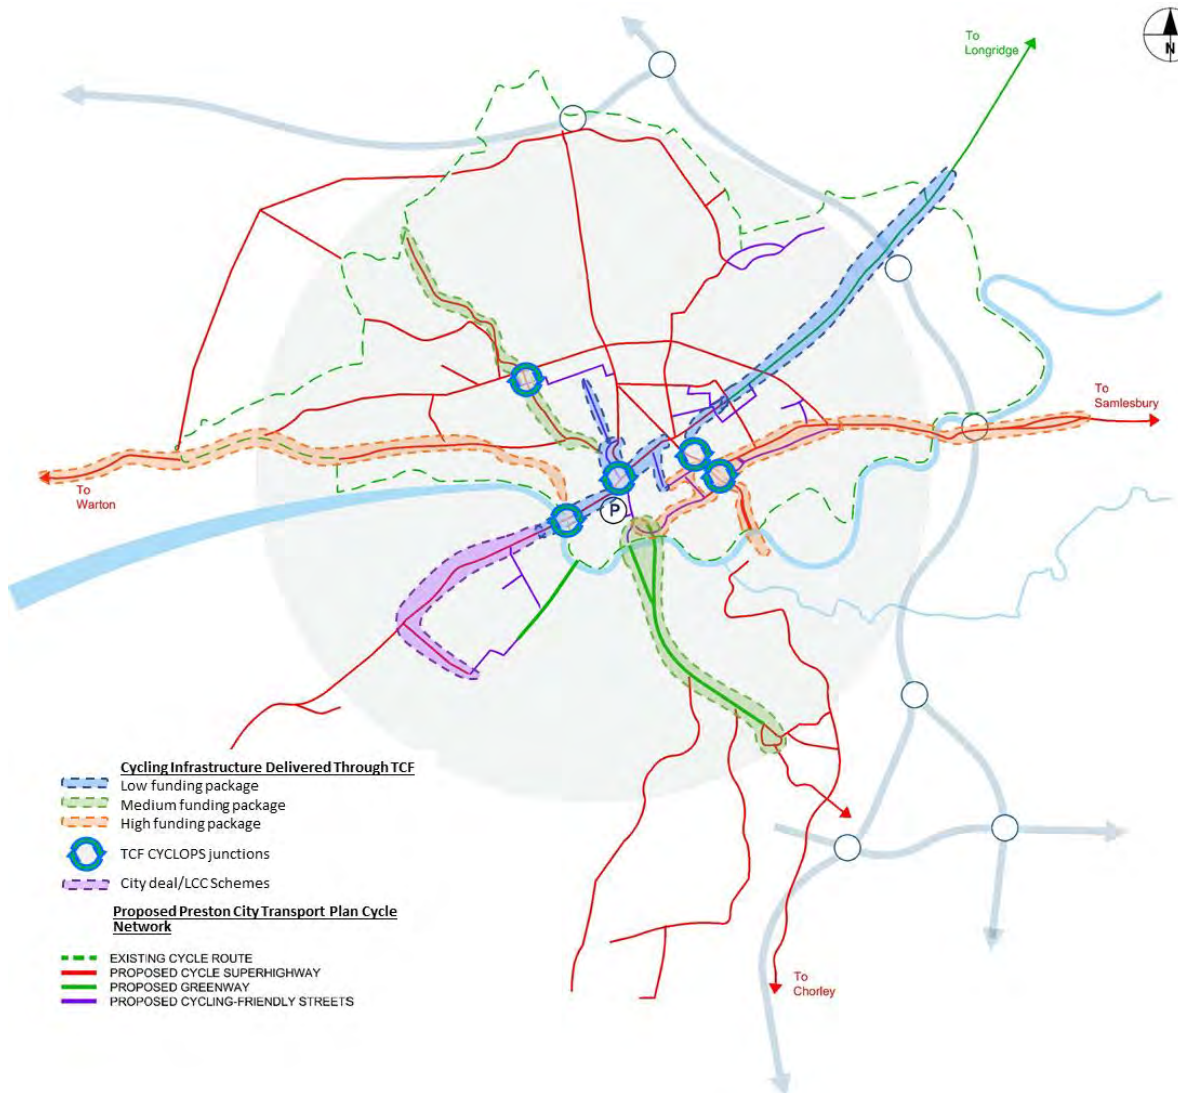 To
Longridge
N
To
Samlesbury
To
Warton
P
Cycling Infrastructure Delivered Through TCF
Low funding package
Medium funding package
High funding package
TCF CYCLOPS junctions
City deal/LCC Schemes
Proposed Preston City Transport Plan Cycle
Network
EXISTING CYCLE ROUTE
PROPOSED CYCLE SUPERHIGHWAY
PROPOSED GREENWAY
PROPOSED CYCLING-FRIENDLY STREETS
To
Chorley